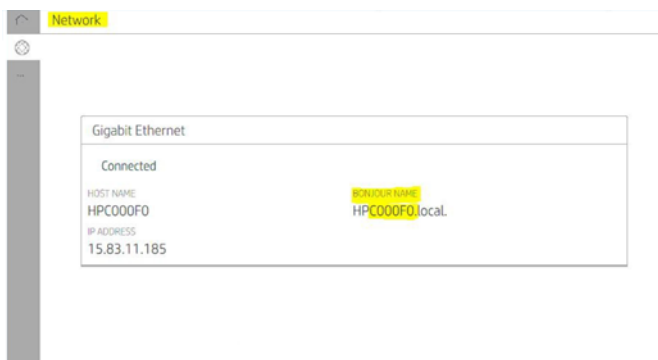 Network
Gigabit Ethernet
Connected
HOST NAME
HPC000F0
BONJOUR NAME
HPC000F0.local.
IP ADDRESS
15.83.11.185